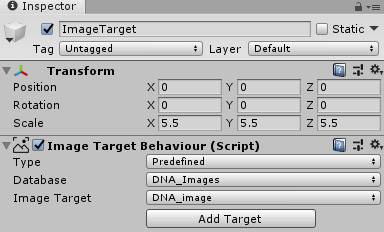 Inspector
ImageTarget Static
Tag Untagged Layer Default
Transform
Position X 0 Y 0 Z 0
Rotation X 0 Y 0 Z 0
Scale X 5.5 Y 5.5 Z 5.5
Image Target Behaviour (Script)
Type Predefined
Database DNA_Images
Image Target DNA_image
Add Target